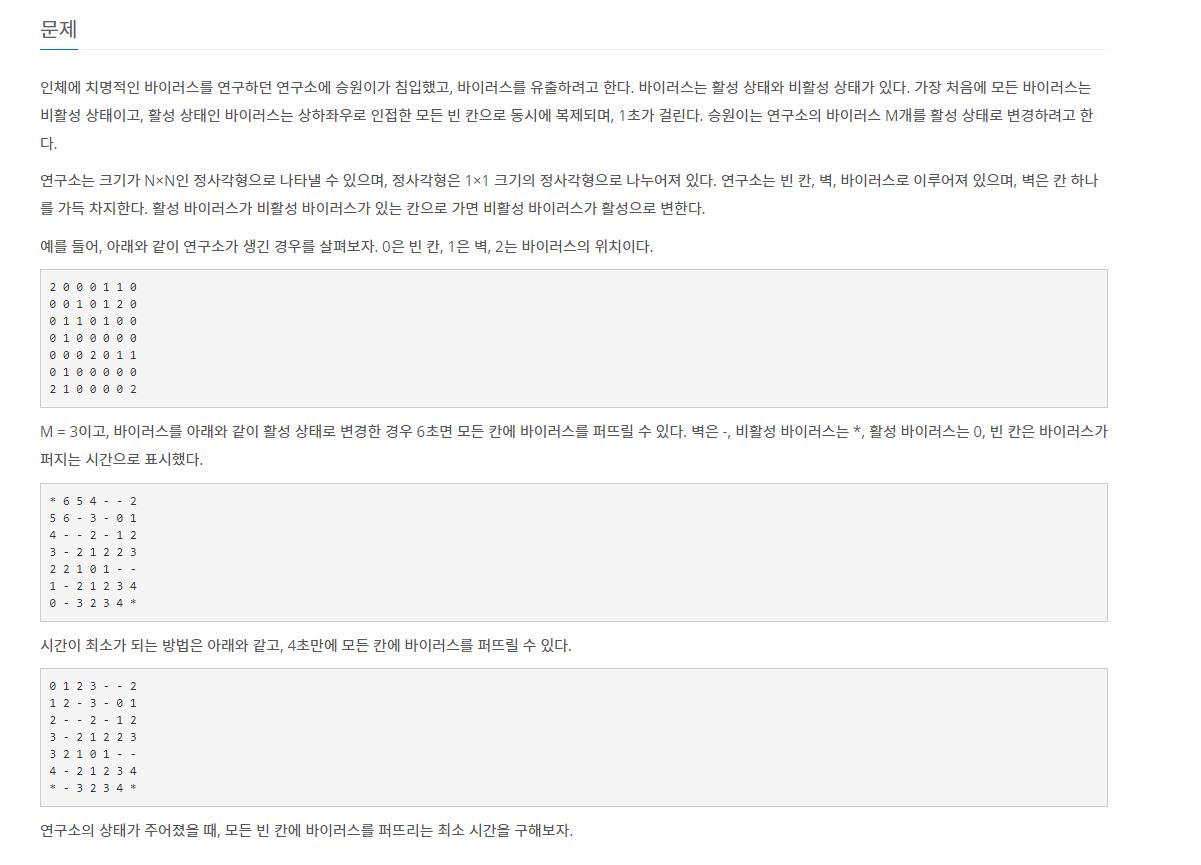 문제
인체에 치명적인 바이러스를 연구하던 연구소에 승원이가 침입했고, 바이러스를 유출하려고 한다. 바이러스는 활성 상태와 비활성 상태가 있다. 가장 처음에 모든 바이러스는
비활성 상태이고, 활성 상태인 바이러스는 상하좌우로 인접한 모든 빈 칸으로 동시에 복제되며, 1초가 걸린다. 승원이는 연구소의 바이러스 M개를 활성 상태로 변경하려고 한
다.
연구소는 크기가 N×N인 정사각형으로 나타낼 수 있으며, 정사각형은 1×1 크기의 정사각형으로 나누어져 있다. 연구소는 빈 칸, 벽, 바이러스로 이루어져 있으며, 벽은 칸 하나
를 가득 차지한다. 활성 바이러스가 비활성 바이러스가 있는 칸으로 가면 비활성 바이러스가 활성으로 변한다.
예를 들어, 아래와 같이 연구소가 생긴 경우를 살펴보자. 0은 빈 칸, 1은 벽, 2는 바이러스의 위치이다.
2 0 0 0 1 1 0
0 0 1 0 1 2 0
0 1 1 0 1 0 0
0 1 0 0 0 0 0
0 0 0 2 0 1 1
0 1 0 0 0 0 0
2 1 0 0 0 0 2
M = 3이고, 바이러스를 아래와 같이 활성 상태로 변경한 경우 6초면 모든 칸에 바이러스를 퍼뜨릴 수 있다. 벽은 -, 비활성 바이러스는 *, 활성 바이러스는 0, 빈 칸은 바이러스가
퍼지는 시간으로 표시했다.
* 6 5 4 - - 2
5 6 - 3 - 0 1
4 - - 2 - 1 2
3 - 2 1 2 2 3
2 2 1 0 1 - -
1 - 2 1 2 3 4
0 - 3 2 3 4 *
시간이 최소가 되는 방법은 아래와 같고, 4초만에 모든 칸에 바이러스를 퍼뜨릴 수 있다.
0 1 2 3 - - 2
1 2 - 3 - 0 1
2 - - 2 - 1 2
3 - 2 1 2 2 3
3 2 1 0 1 - -
4 - 2 1 2 3 4
* - 3 2 3 4 *
연구소의 상태가 주어졌을 때, 모든 빈 칸에 바이러스를 퍼뜨리는 최소 시간을 구해보자.